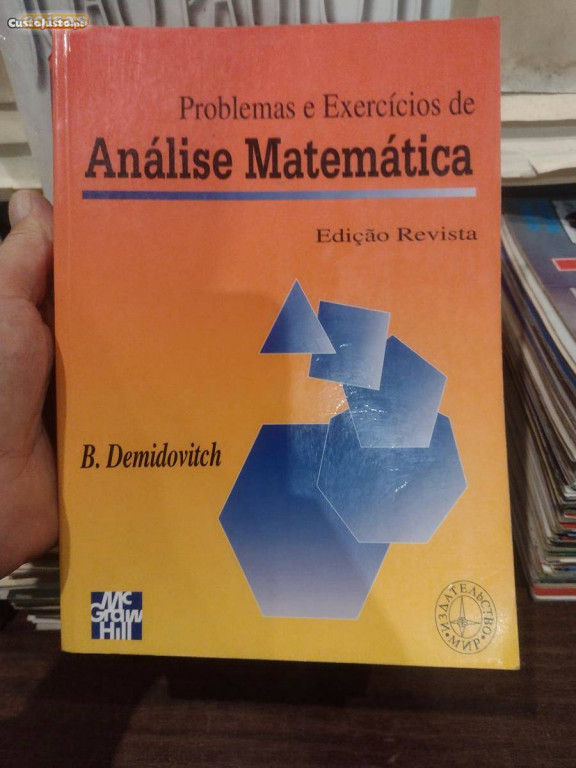 CustoJusto.pt
Problemas e Exercícios de
Análise Matemática
Edição Revista
B. Demidovitch
Mc
Graw
Hill
ИЗДАТЕЛЬСТВО
МИР